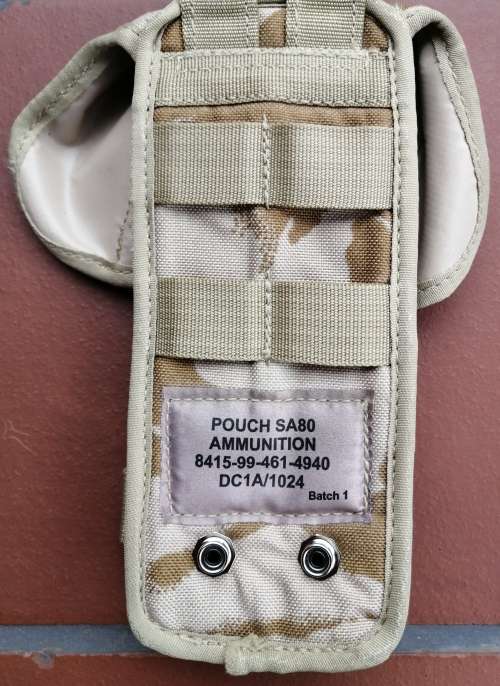 POUCH SA80
AMMUNITION
8415-99-461-4940
DC1A/1024
Batch 1